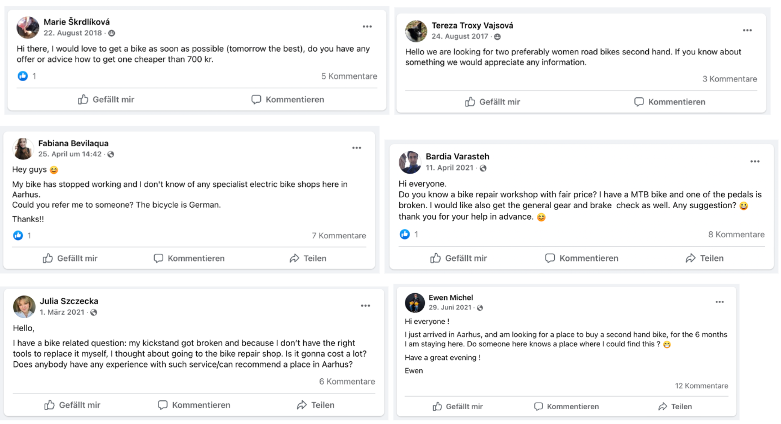 Marie Škrdlíková
22. August 2018 ·
Hi there, I would love to get a bike as soon as possible (tomorrow the best), do you have any
offer or advice how to get one cheaper than 700 kr.
1
5 Kommentare
Gefällt mir
Kommentieren
Tereza Troxy Vajsová
24. August 2017 ·
Hello we are looking for two preferably women road bikes second hand. If you know about
something we would appreciate any information.
3 Kommentare
Gefällt mir
Kommentieren
Fabiana Bevilaqua
25. April um 14:42 ·
Hey guys 😊
My bike has stopped working and I don't know of any specialist electric bike shops here in
Aarhus.
Could you refer me to someone? The bicycle is German.
Thanks!!
1
7 Kommentare
Gefällt mir
Kommentieren
Teilen
Bardia Varasteh
11. April 2021 ·
Hi everyone.
Do you know a bike repair workshop with fair price? I have a MTB bike and one of the pedals is
broken. I would like also get the general gear and brake check as well. Any suggestion? 😃
thank you for your help in advance. 😊
1
8 Kommentare
Gefällt mir
Kommentieren
Teilen
Julia Szczecka
1. März 2021 ·
Hello,
I have a bike related question: my kickstand got broken and because I don't have the right
tools to replace it myself, I thought about going to the bike repair shop. Is it gonna cost a lot?
Does anybody have any experience with such service/can recommend a place in Aarhus?
6 Kommentare
Gefällt mir
Kommentieren
Teilen
Ewen Michel
29. Juni 2021 ·
Hi everyone !
I just arrived in Aarhus, and am looking for a place to buy a second hand bike, for the 6 months
I am staying here. Do someone here knows a place where I could find this ? 😁
Have a great evening !
Ewen
12 Kommentare
Gefällt mir
Kommentieren
Teilen